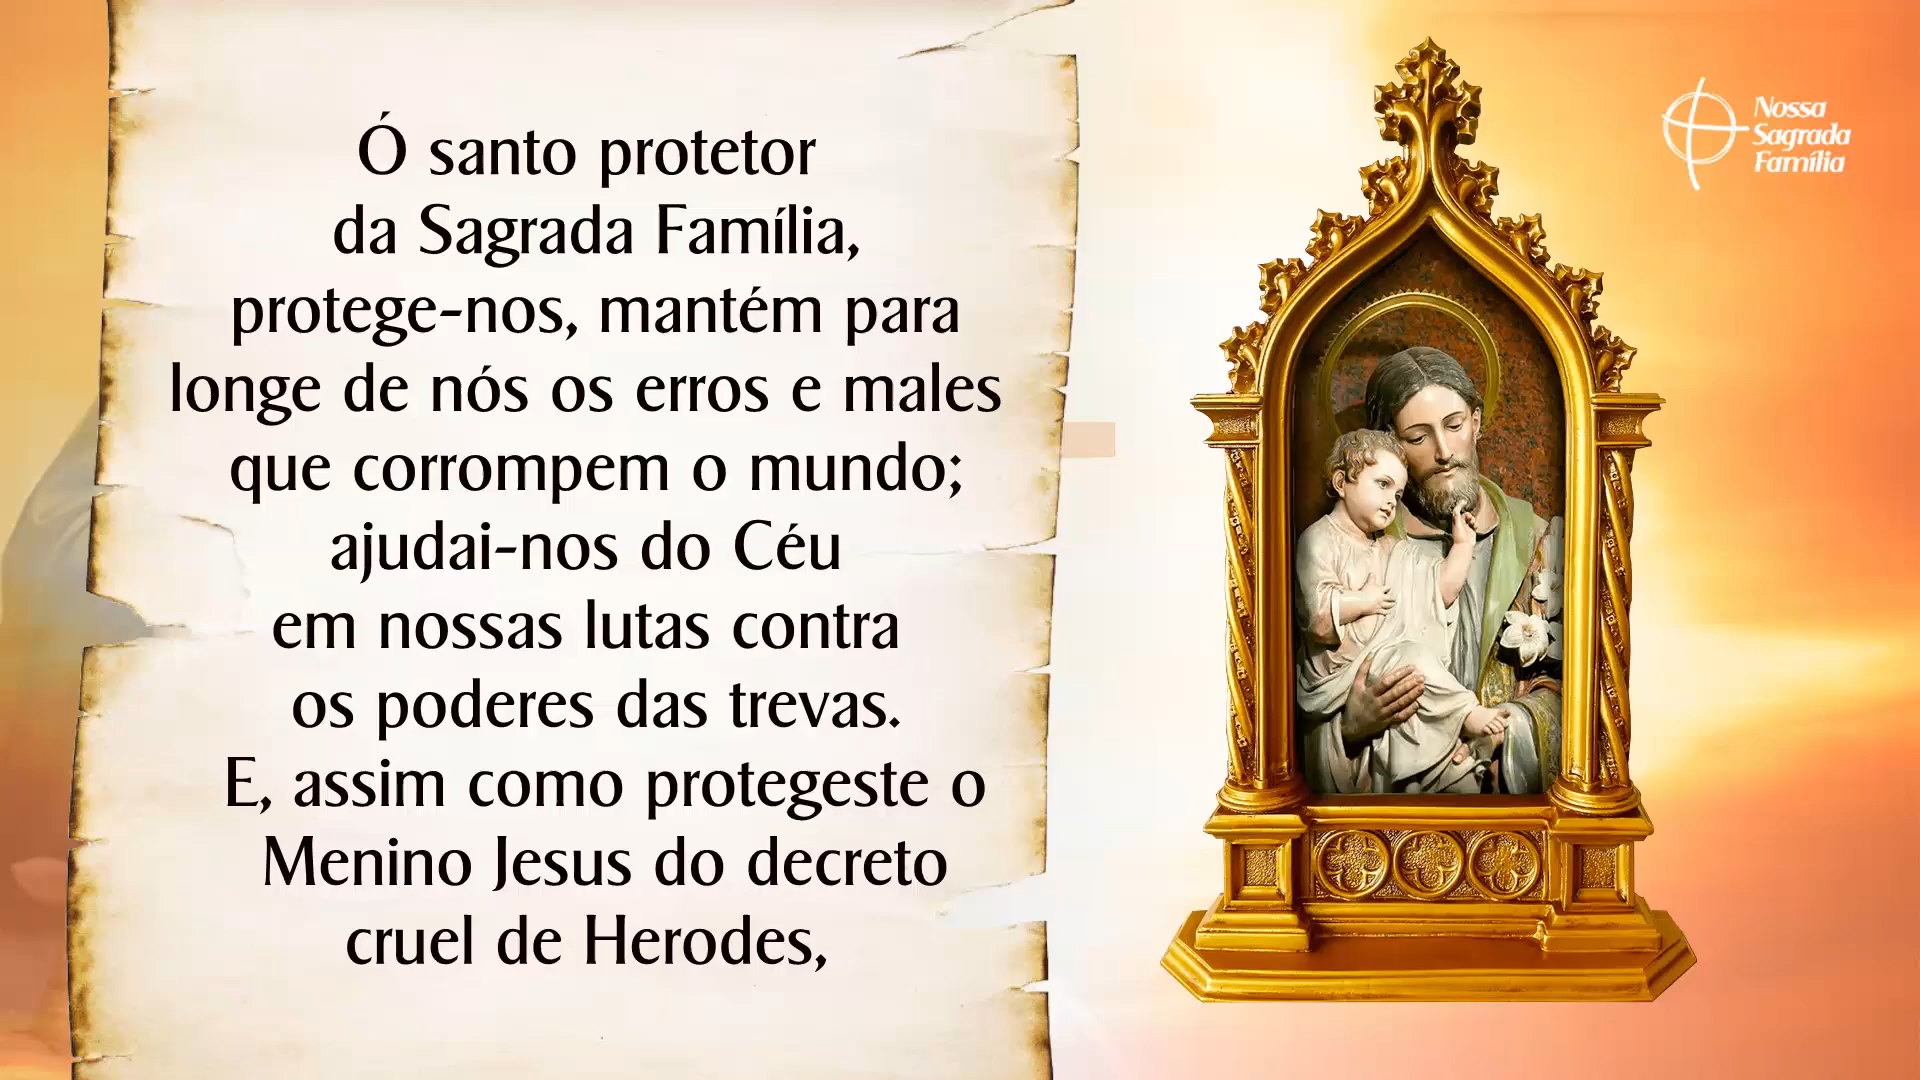 Ó santo protetor
da Sagrada Família,
protege-nos, mantém para
longe de nós os erros e males
que corrompem o mundo;
ajudai-nos do Céu
em nossas lutas contra
os poderes das trevas.
E, assim como protegeste o
Menino Jesus do decreto
cruel de Herodes,
Nossa
Sagrada
Família